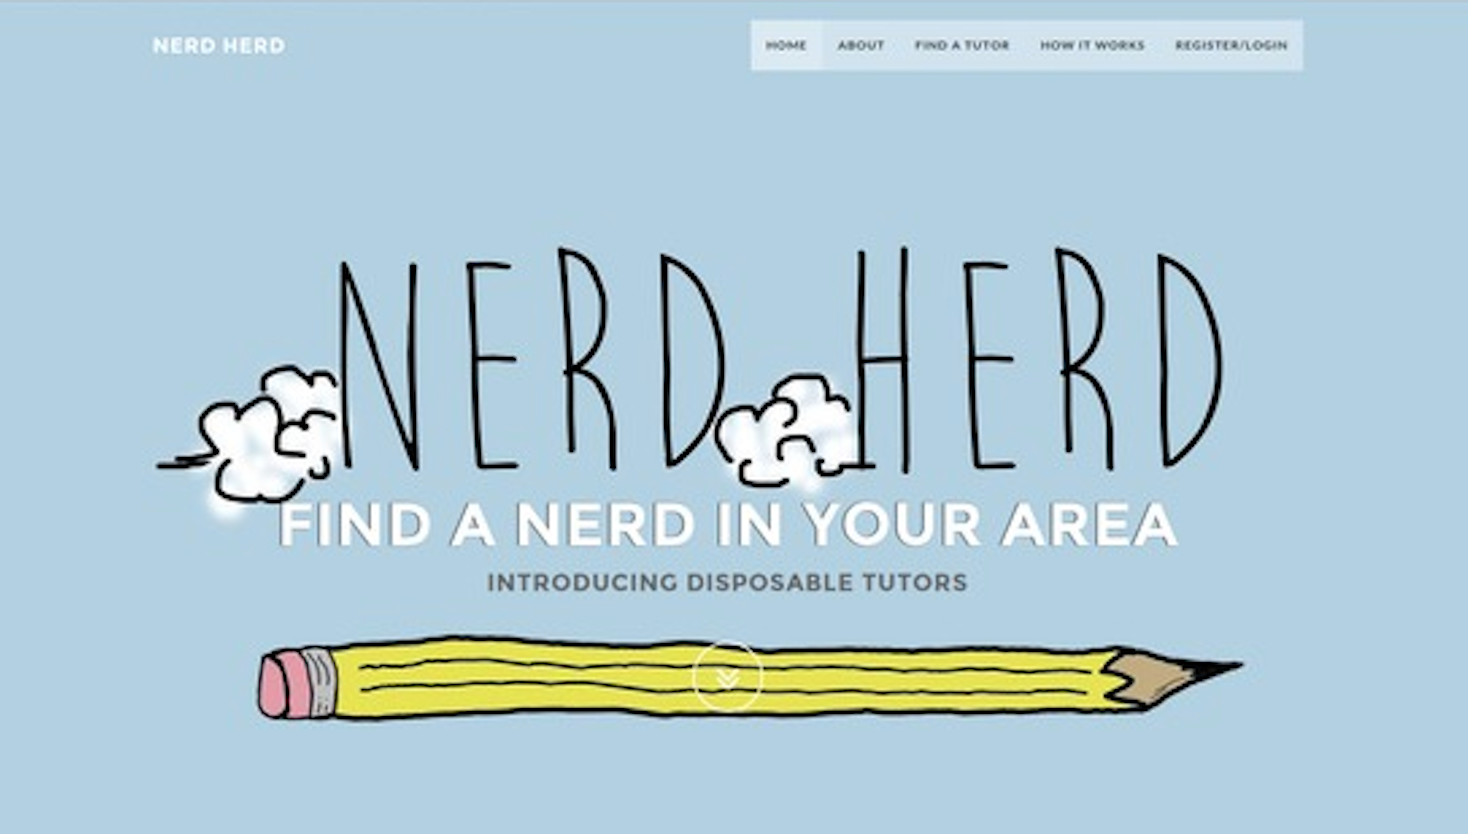 NERD HERD
HOME ABOUT FIND A TUTOR HOW IT WORKS REGISTER/LOGIN
NERD HERD
FIND A NERD IN YOUR AREA
INTRODUCING DISPOSABLE TUTORS